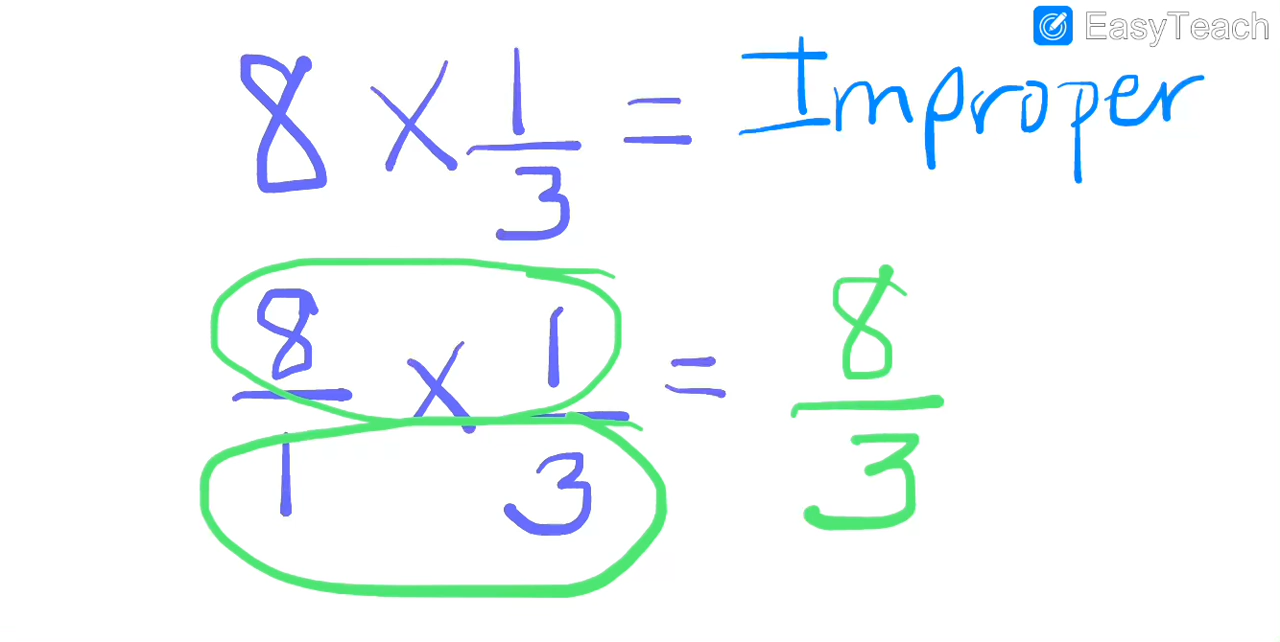 EasyTeach
8 × 1/3 = Improper
8/1 × 1/3 = 8/3